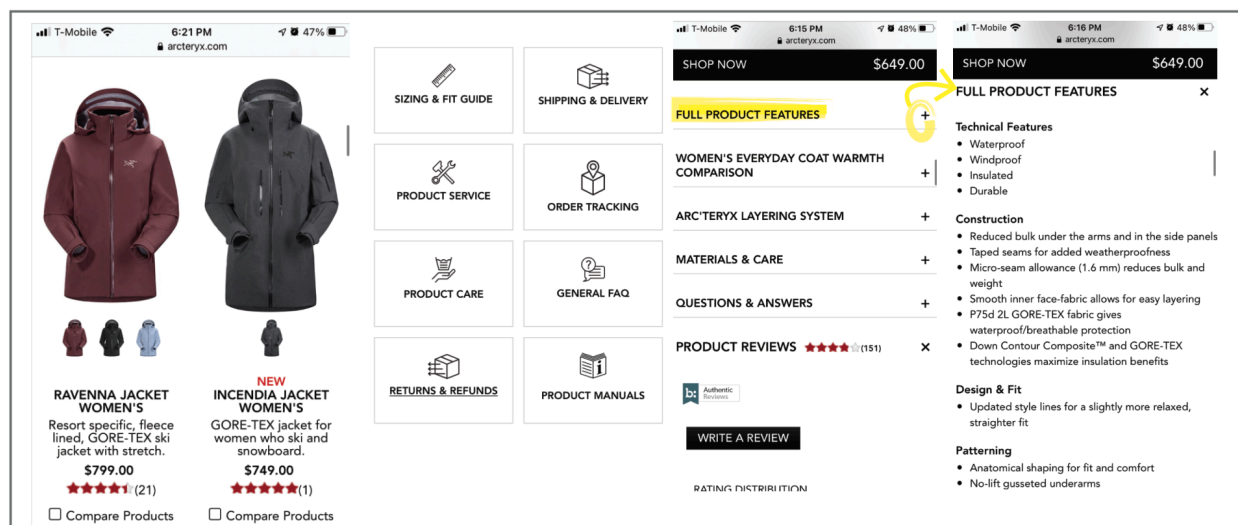 T-Mobile 6:21 PM 47%
arcteryx.com
RAVENNA JACKET
WOMEN'S
Resort specific, fleece
lined, GORE-TEX ski
jacket with stretch.
$799.00
(21)
Compare Products
NEW
INCENDIA JACKET
WOMEN'S
GORE-TEX jacket for
women who ski and
snowboard.
$749.00
(1)
Compare Products
SIZING & FIT GUIDE
SHIPPING & DELIVERY
PRODUCT SERVICE
ORDER TRACKING
PRODUCT CARE
GENERAL FAQ
RETURNS & REFUNDS
PRODUCT MANUALS
T-Mobile 6:15 PM 48%
arcteryx.com
SHOP NOW $649.00
FULL PRODUCT FEATURES +
WOMEN'S EVERYDAY COAT WARMTH
COMPARISON +
ARC'TERYX LAYERING SYSTEM +
MATERIALS & CARE +
QUESTIONS & ANSWERS +
PRODUCT REVIEWS (151) ×
b: Authentic
Reviews
WRITE A REVIEW
RATING DISTRIBUTION
T-Mobile 6:16 PM 48%
arcteryx.com
SHOP NOW $649.00
FULL PRODUCT FEATURES ×
Technical Features
• Waterproof
• Windproof
• Insulated
• Durable
Construction
• Reduced bulk under the arms and in the side panels
• Taped seams for added weatherproofness
• Micro-seam allowance (1.6 mm) reduces bulk and
weight
• Smooth inner face-fabric allows for easy layering
• P75d 2L GORE-TEX fabric gives
waterproof/breathable protection
• Down Contour Composite™ and GORE-TEX
technologies maximize insulation benefits
Design & Fit
• Updated style lines for a slightly more relaxed,
straighter fit
Patterning
• Anatomical shaping for fit and comfort
• No-lift gusseted underarms